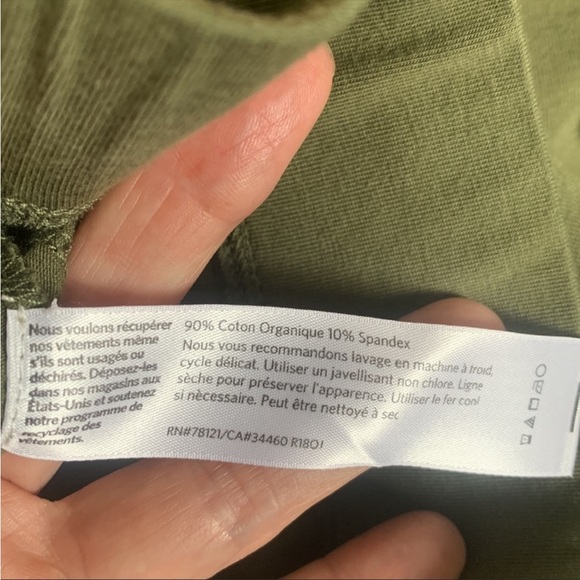 Nous voulons récupérer
nos vêtements même
s'ils sont usagés ou
déchirés. Déposez-les
dans nos magasins aux
États-Unis et soutenez
notre programme de
recyclage des
vêtements.
90% Coton Organique 10% Spandex
Nous vous recommandons lavage en machine à froid,
cycle délicat. Utiliser un javellisant non chlore. Ligne
sèche pour préserver l'apparence. Utiliser le fer cool
si nècessaire. Peut être nettoyé à sec
RN#78121/CA#34460 R18O1